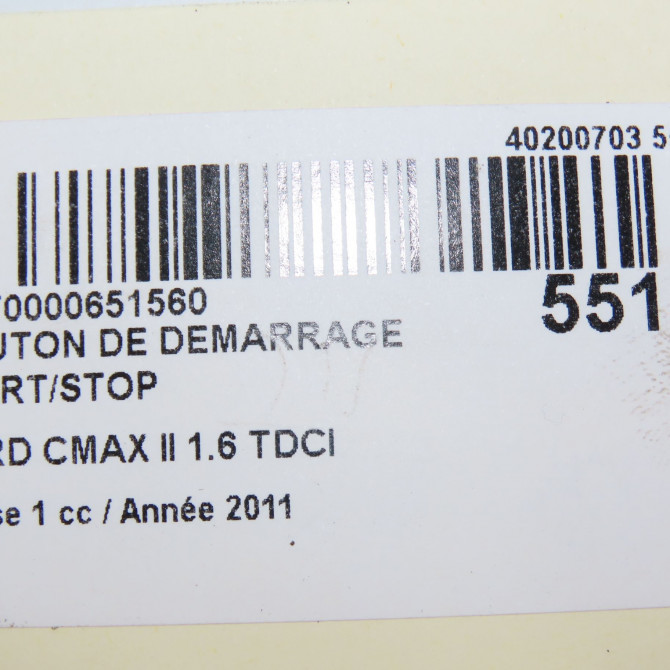 40200703 5
70000651560
551
UTON DE DEMARRAGE
RT/STOP
RD CMAX II 1.6 TDCI
se 1 cc / Année 2011